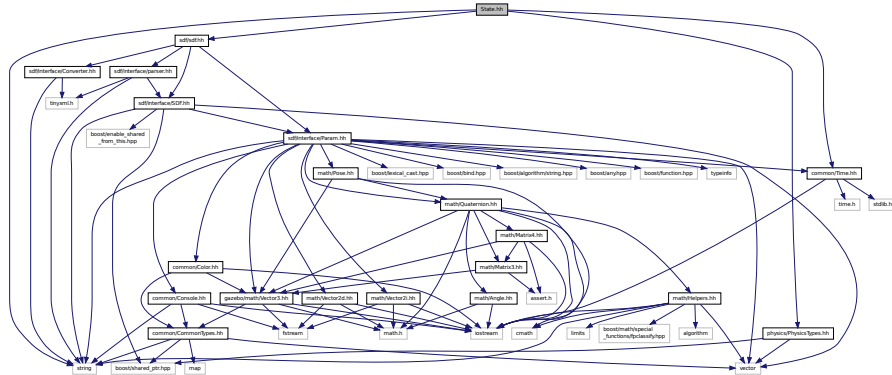 State.hh
sdf/sdf.hh
sdf/interface/Converter.hh
sdf/interface/parser.hh
tinyxml.h
sdf/interface/SDF.hh
boost/enable_shared
_from_this.hpp
sdf/interface/Param.hh
math/Pose.hh
boost/lexical_cast.hpp
boost/bind.hpp
boost/algorithm/string.hpp
boost/any.hpp
boost/function.hpp
typeinfo
common/Time.hh
math/Quaternion.hh
time.h
stdlib.h
math/Matrix4.hh
common/Color.hh
math/Matrix3.hh
common/Console.hh
gazebo/math/Vector3.hh
math/Vector2d.hh
math/Vector2i.hh
math/Angle.hh
assert.h
math/Helpers.hh
common/CommonTypes.hh
fstream
math.h
iostream
cmath
limits
boost/math/special
_functions/fpclassify.hpp
algorithm
physics/PhysicsTypes.hh
string
boost/shared_ptr.hpp
map
vector